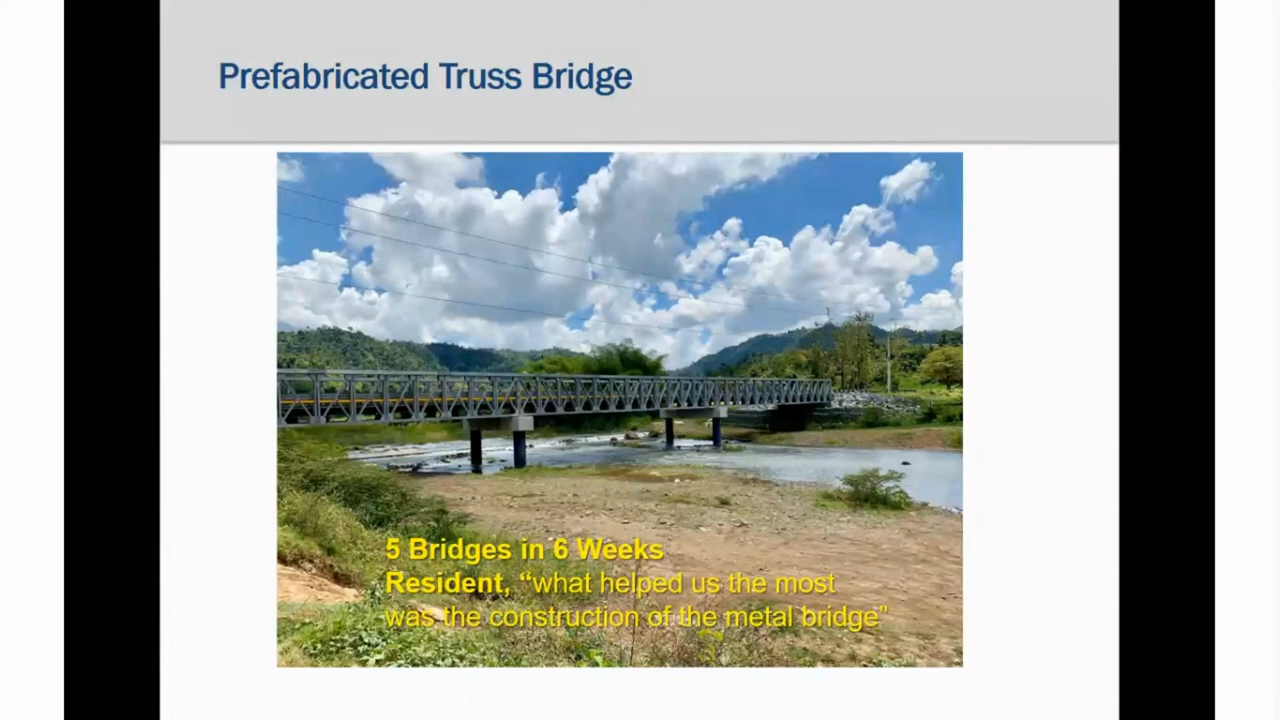 Prefabricated Truss Bridge
5 Bridges in 6 Weeks
Resident, “what helped us the most
was the construction of the metal bridge”